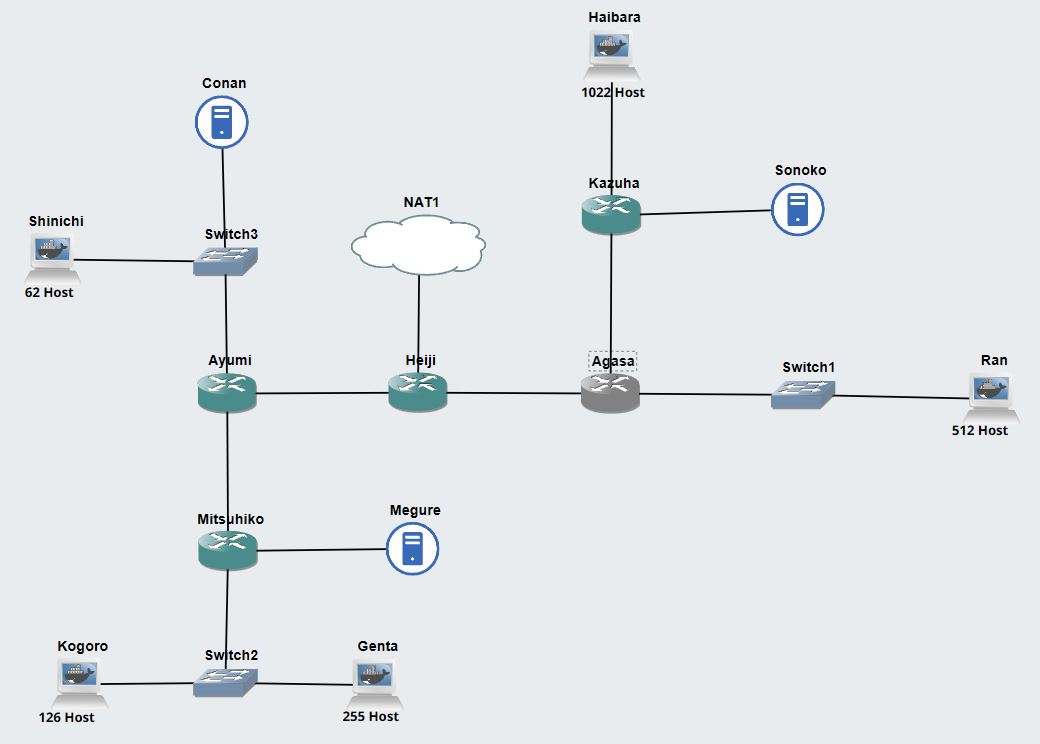 Haibara
1022 Host
Conan
Kazuha
Sonoko
NAT1
Shinichi
Switch3
62 Host
Ayumi
Heiji
Agasa
Switch1
Ran
512 Host
Mitsuhiko
Megure
Kogoro
Switch2
Genta
126 Host
255 Host